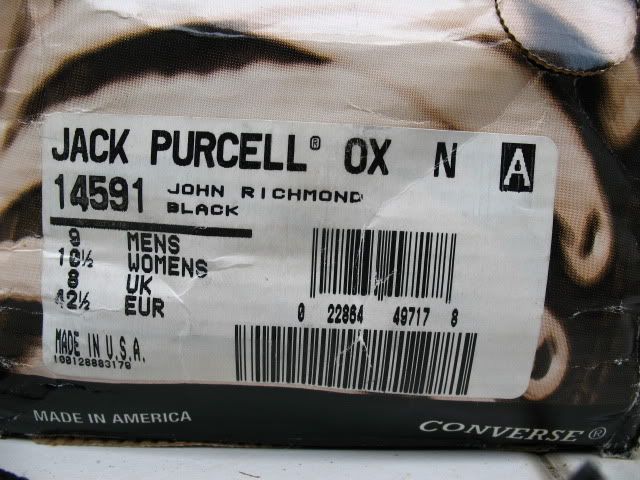 JACK PURCELL® OX N A
14591 JOHN RICHMOND
BLACK
9 MENS
10½ WOMENS
8 UK
42½ EUR
0 22864 49717 8
MADE IN U.S.A.
MADE IN AMERICA
CONVERSE®